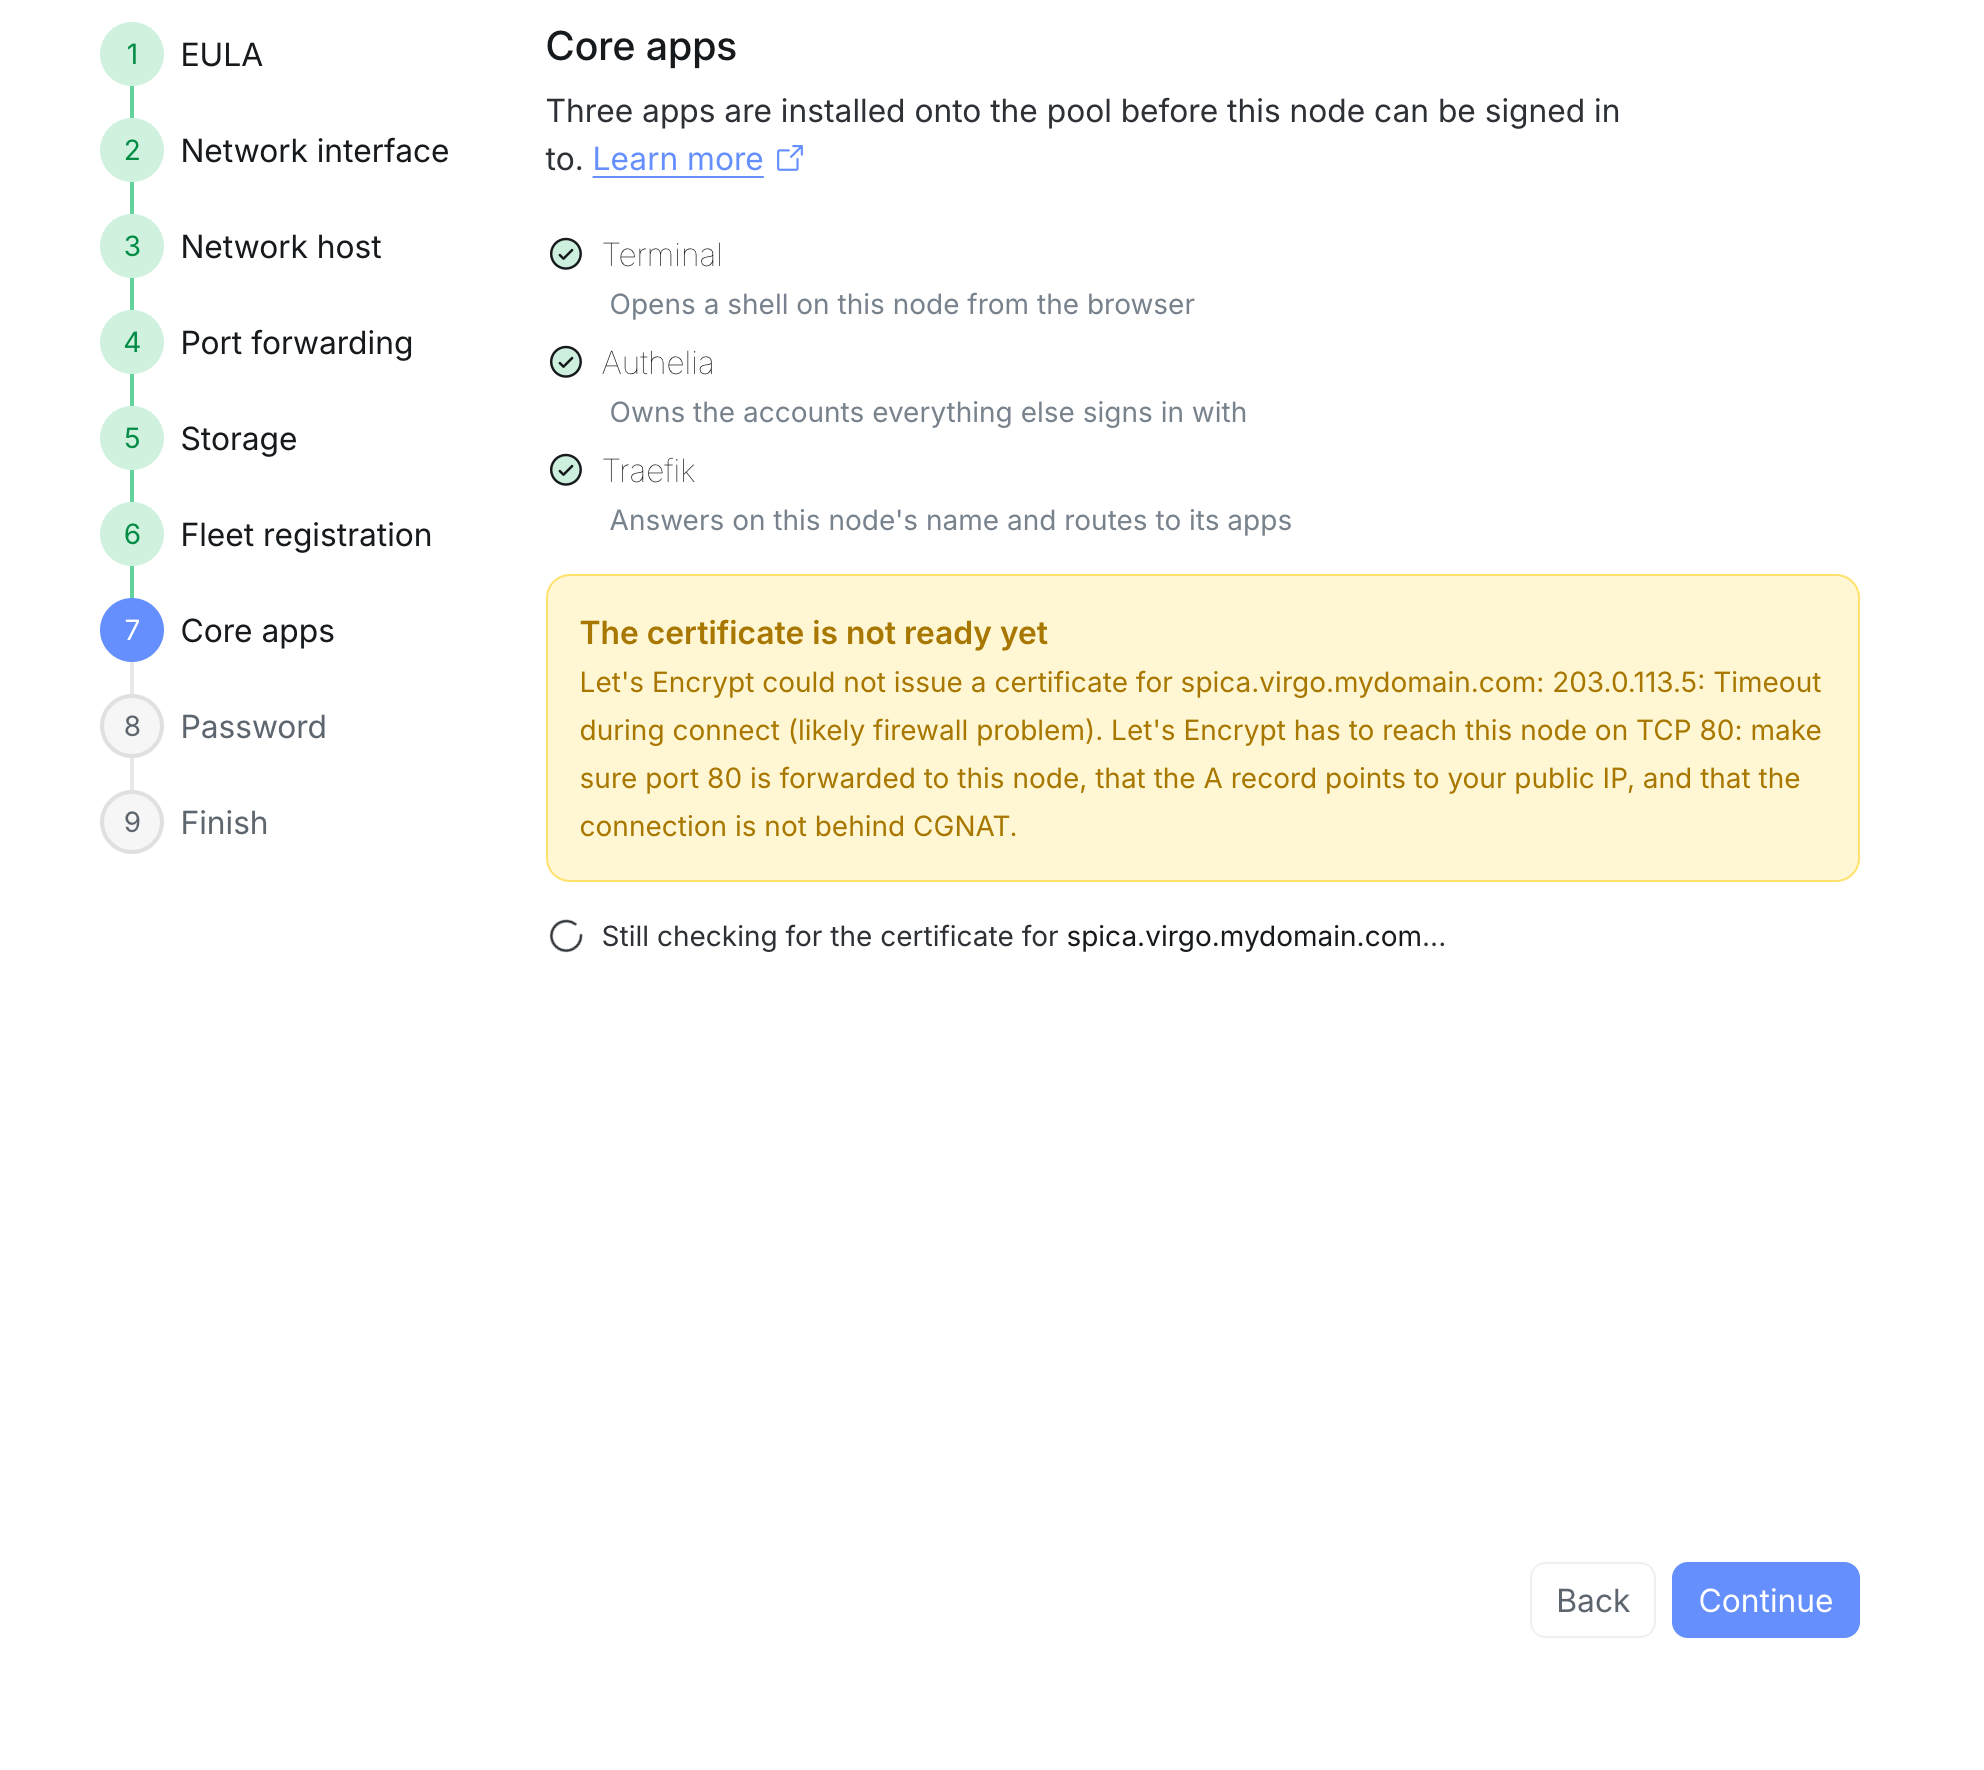 1 EULA
2 Network interface
3 Network host
4 Port forwarding
5 Storage
6 Fleet registration
7 Core apps
8 Password
9 Finish
Core apps
Three apps are installed onto the pool before this node can be signed in
to. Learn more
Terminal
Opens a shell on this node from the browser
Authelia
Owns the accounts everything else signs in with
Traefik
Answers on this node's name and routes to its apps
The certificate is not ready yet
Let's Encrypt could not issue a certificate for spica.virgo.mydomain.com: 203.0.113.5: Timeout
during connect (likely firewall problem). Let's Encrypt has to reach this node on TCP 80: make
sure port 80 is forwarded to this node, that the A record points to your public IP, and that the
connection is not behind CGNAT.
Still checking for the certificate for spica.virgo.mydomain.com...
Back
Continue